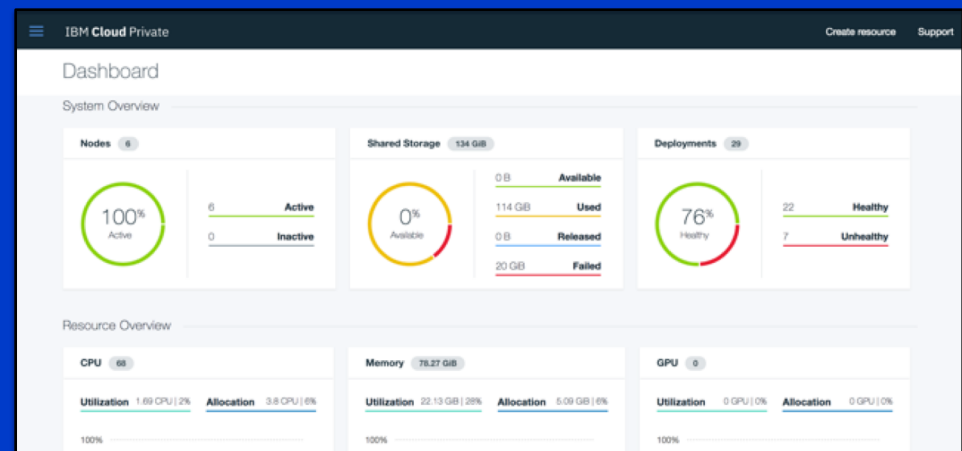 IBM Cloud Private
Create resource
Support
Dashboard
System Overview
Nodes 6
100%
Active
6 Active
0 Inactive
Shared Storage 134 GiB
0%
Available
0 B Available
114 GiB Used
0 B Released
20 GiB Failed
Deployments 29
76%
Healthy
22 Healthy
7 Unhealthy
Resource Overview
CPU 68
Utilization 1.69 CPU | 2% Allocation 3.8 CPU | 6%
100%
Memory 78.27 GiB
Utilization 22.13 GiB | 28% Allocation 5.09 GiB | 6%
100%
GPU 0
Utilization 0 GPU | 0% Allocation 0 GPU | 0%
100%